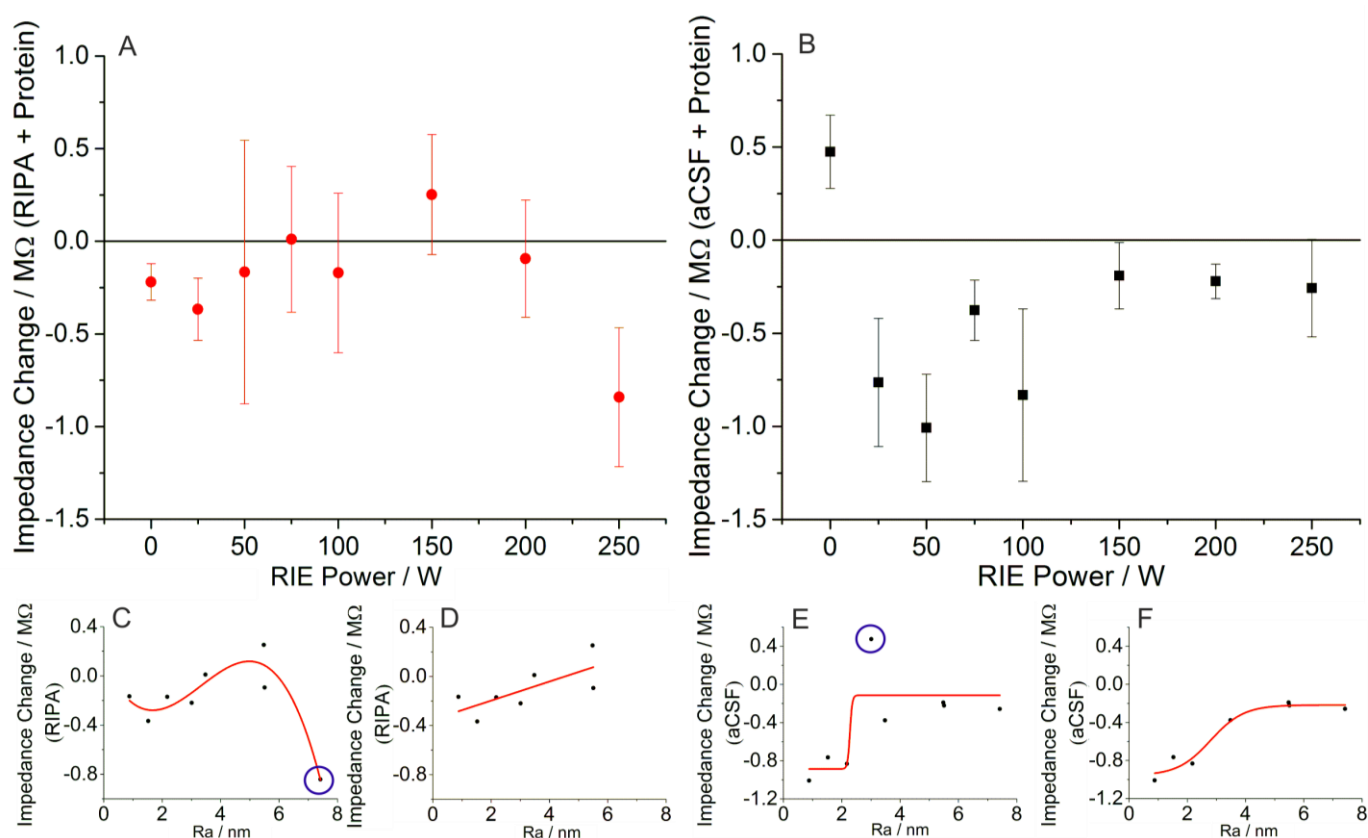 A
Impedance Change / MΩ (RIPA + Protein)
1.0
0.5
0.0
-0.5
-1.0
-1.5
0 50 100 150 200 250
RIE Power / W
B
Impedance Change / MΩ (aCSF + Protein)
1.0
0.5
0.0
-0.5
-1.0
-1.5
0 50 100 150 200 250
RIE Power / W
C
Impedance Change / MΩ
(RIPA)
0.4
0.0
-0.4
-0.8
0 2 4 6 8
Ra / nm
D
Impedance Change / MΩ
(RIPA)
0.4
0.0
-0.4
-0.8
0 2 4 6 8
Ra / nm
E
Impedance Change / MΩ
(aCSF)
0.4
0.0
-0.4
-0.8
-1.2
0 2 4 6 8
Ra / nm
F
Impedance Change / MΩ
(aCSF)
0.4
0.0
-0.4
-0.8
-1.2
0 2 4 6 8
Ra / nm